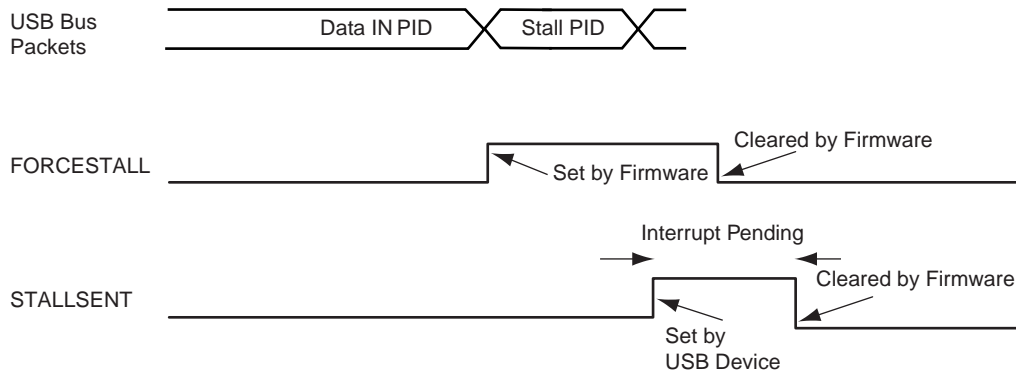 USB Bus
Packets
Data IN PID
Stall PID
FORCESTALL
Set by Firmware
Cleared by Firmware
Interrupt Pending
STALLSENT
Cleared by Firmware
Set by
USB Device